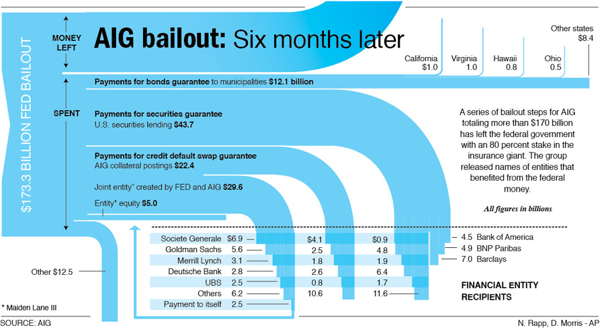 AIG bailout: Six months later
$173.3 BILLION FED BAILOUT
MONEY
LEFT
SPENT
California
$1.0
Virginia
1.0
Hawaii
0.8
Ohio
0.5
Other states
$8.4
Payments for bonds guarantee to municipalities $12.1 billion
Payments for securities guarantee
U.S. securities lending $43.7
Payments for credit default swap guarantee
AIG collateral postings $22.4
Joint entity* created by FED and AIG $29.6
Entity* equity $5.0
A series of bailout steps for AIG
totaling more than $170 billion
has left the federal government
with an 80 percent stake in the
insurance giant. The group
released names of entities that
benefited from the federal
money.
All figures in billions
Societe Generale $6.9 $4.1 $0.9 4.5 Bank of America
Goldman Sachs 5.6 2.5 4.8 4.9 BNP Paribas
Merrill Lynch 3.1 1.8 1.9 7.0 Barclays
Deutsche Bank 2.8 2.6 6.4
UBS 2.5 0.8 1.7
Others 6.2 10.6 11.6
Payment to itself 2.5
FINANCIAL ENTITY
RECIPIENTS
Other $12.5
* Maiden Lane III
SOURCE: AIG
N. Rapp, D. Morris - AP